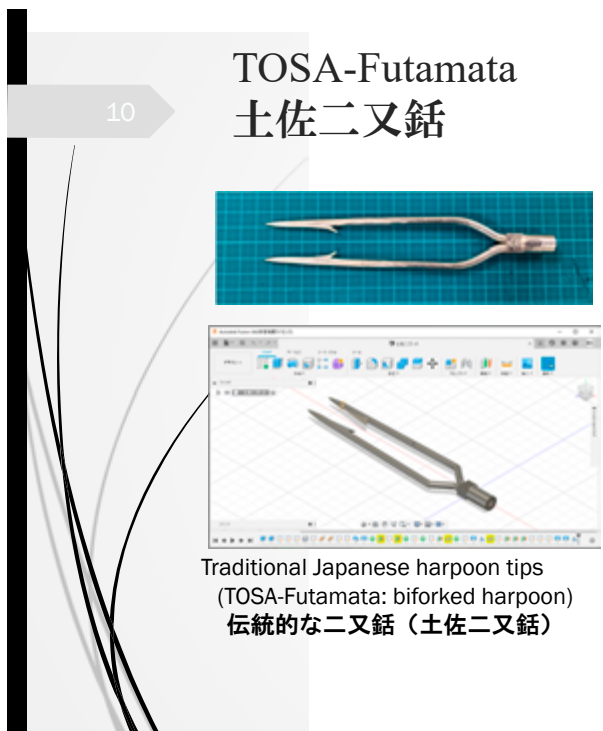 10
TOSA-Futamata
土佐二又銛
Traditional Japanese harpoon tips
(TOSA-Futamata: biforked harpoon)
伝統的な二又銛（土佐二又銛）